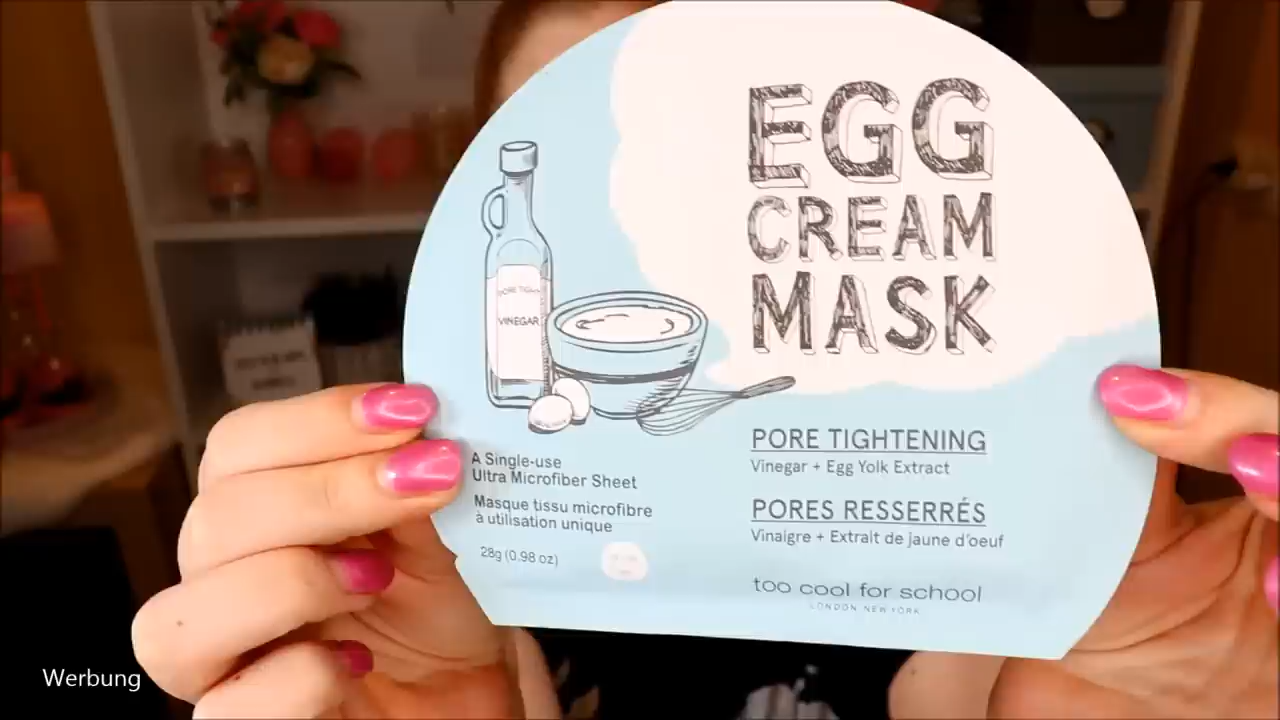 EGG
CREAM
MASK
VINEGAR
A Single-use
Ultra Microfiber Sheet
Masque tissu microfibre
à utilisation unique
28g (0.98 oz)
PORE TIGHTENING
Vinegar + Egg Yolk Extract
PORES RESSERRÉS
Vinaigre + Extrait de jaune d'oeuf
too cool for school
LONDON NEW YORK
Werbung